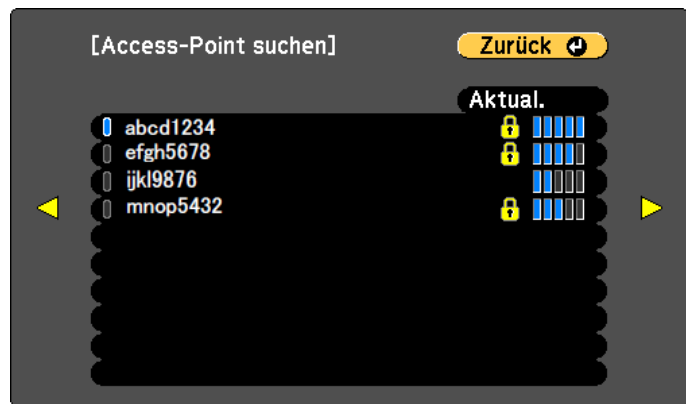 [Access-Point suchen]
Zurück
Aktual.
abcd1234
efgh5678
ijkl9876
mnop5432